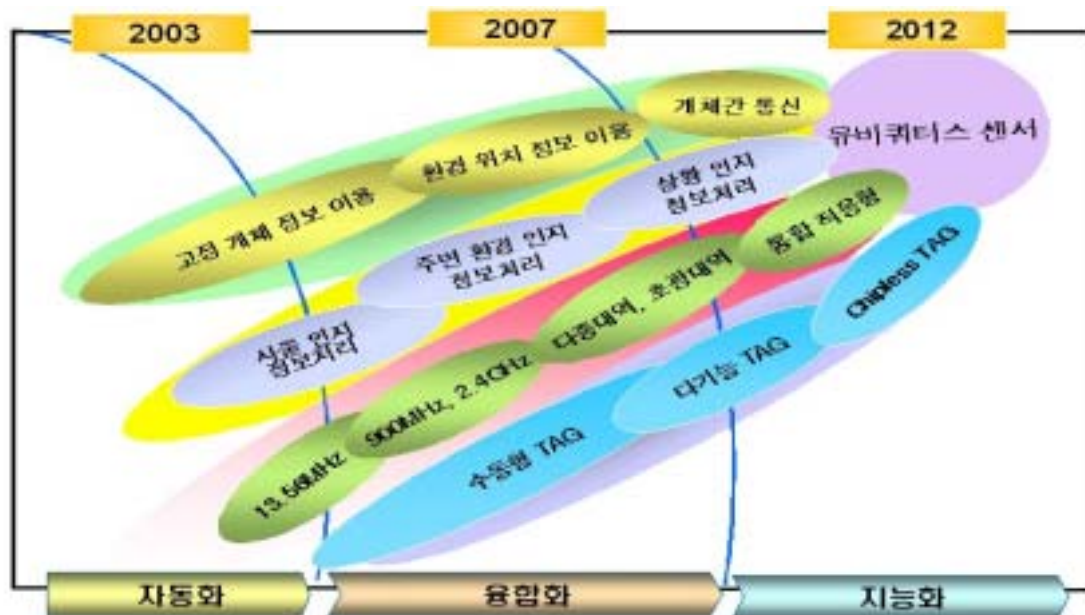 2003
2007
2012
개체간 통신
유비쿼터스 센서
환경 위치 정보 이용
고정 개체 정보 이용
상황 인지
정보처리
주변 환경 인지
정보처리
인지
정보처리
통합 적응형
다중대역, 초광대역
900MHz, 2.4GHz
13.56MHz
Chipless TAG
다기능 TAG
수동형 TAG
자동화
융합화
지능화